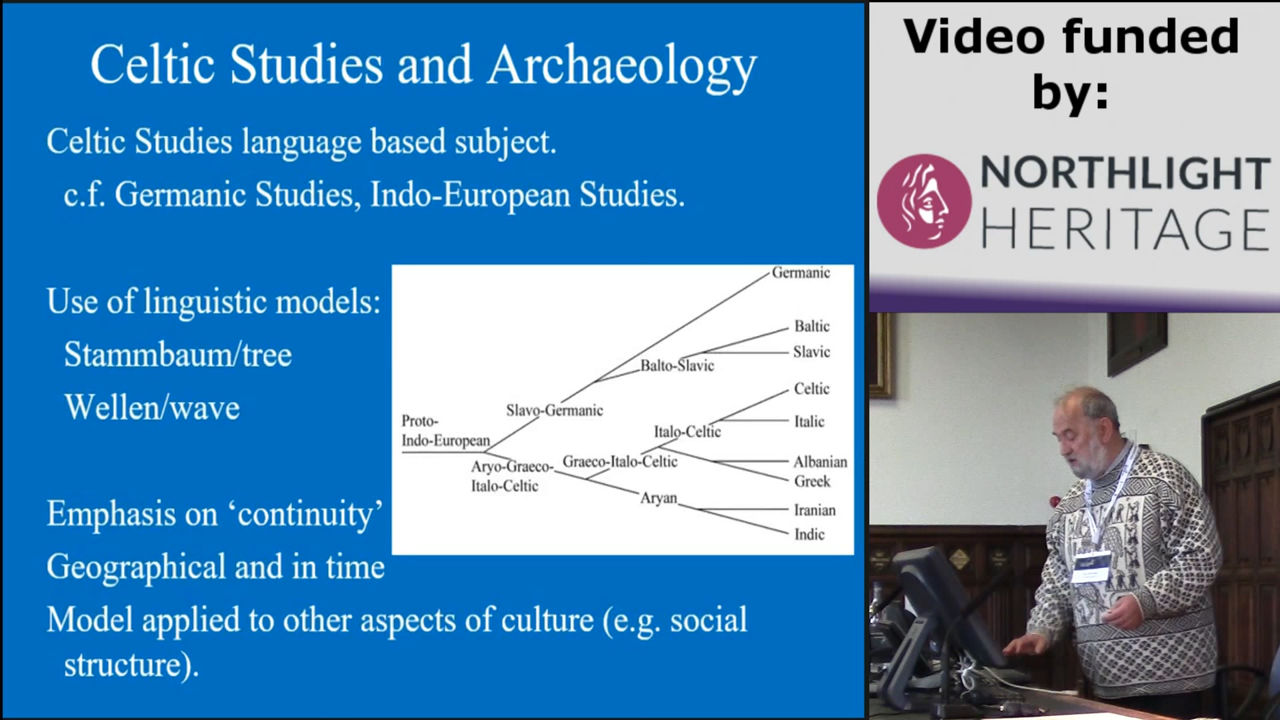 Celtic Studies and Archaeology
Celtic Studies language based subject.
c.f. Germanic Studies, Indo-European Studies.
Use of linguistic models:
Stammbaum/tree
Wellen/wave
Emphasis on ‘continuity’
Geographical and in time
Model applied to other aspects of culture (e.g. social
structure).
Germanic
Baltic
Balto-Slavic
Slavic
Celtic
Slavo-Germanic
Italic
Proto-
Indo-European
Italo-Celtic
Aryo-Graeco-
Italo-Celtic
Graeco-Italo-Celtic
Albanian
Greek
Aryan
Iranian
Indic
Video funded
by:
NORTHLIGHT
HERITAGE